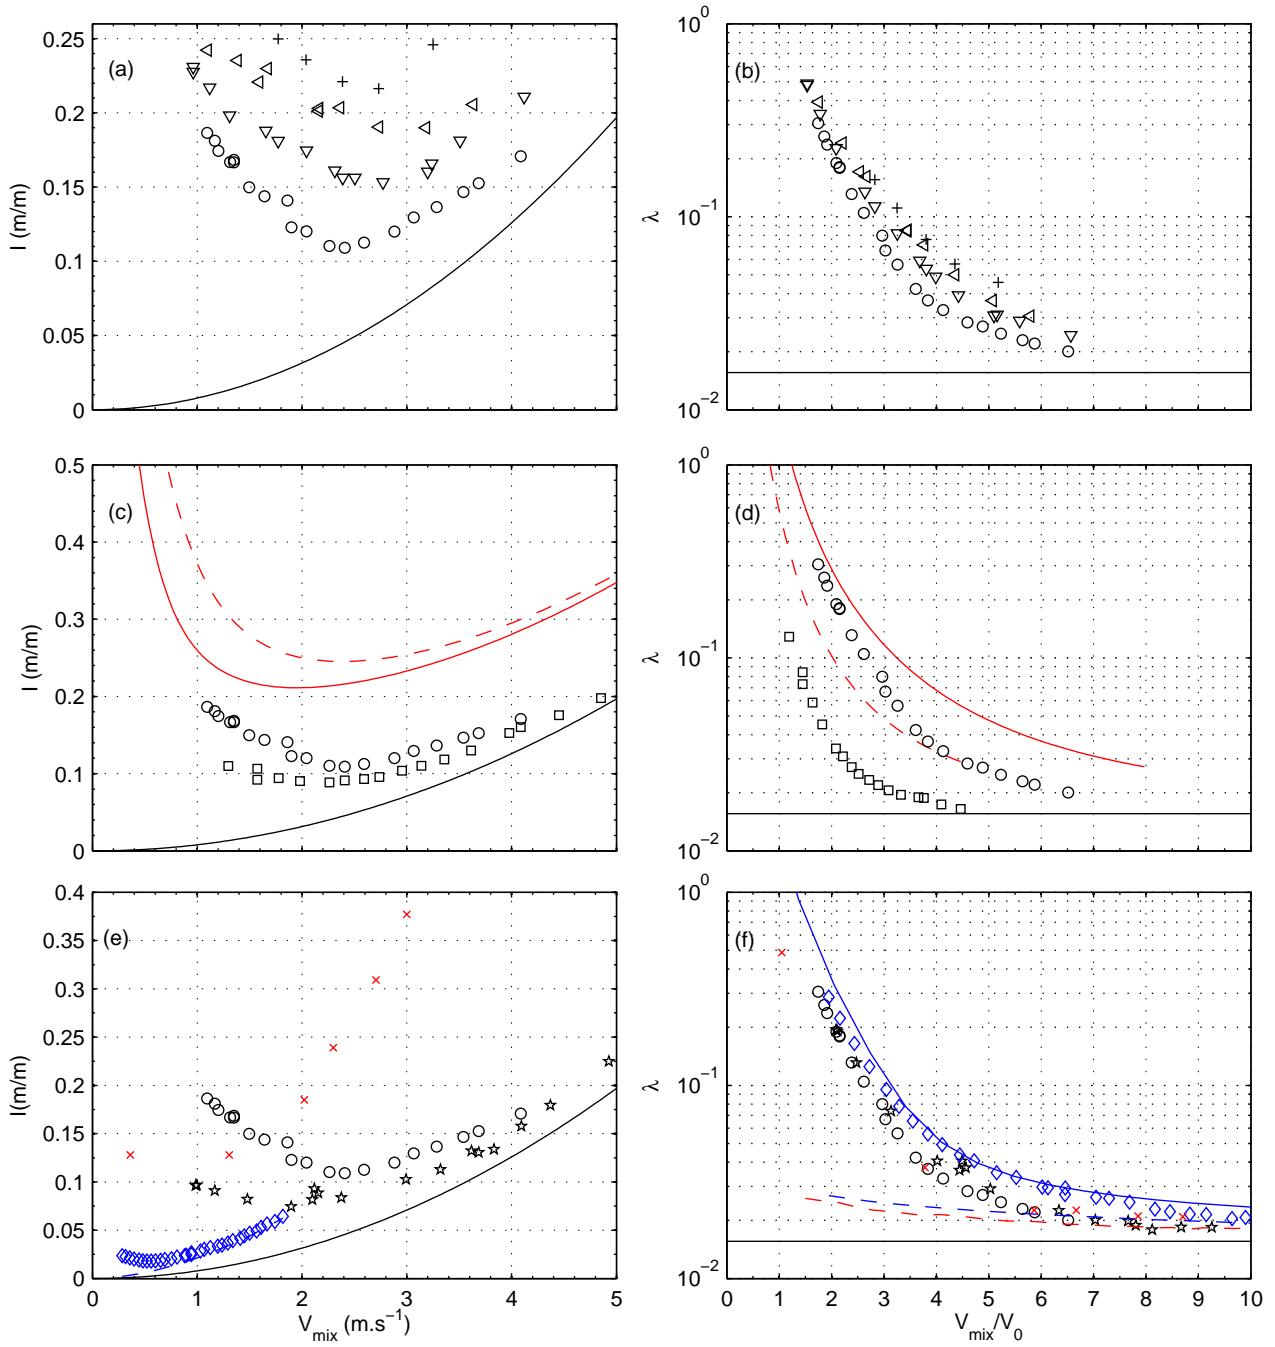 0.25
0.2
0.15
0.1
0.05
0
I (m/m)
(a)
0
1
2
3
4
5
V_mix (m.s⁻¹)
10⁰
10⁻¹
10⁻²
λ
(b)
0.5
0.4
0.3
0.2
0.1
0
I (m/m)
(c)
10⁰
10⁻¹
10⁻²
λ
(d)
0.4
0.35
0.3
0.25
0.2
0.15
0.1
0.05
0
I(m/m)
(e)
10⁰
10⁻¹
10⁻²
λ
(f)
0 1 2 3 4 5 6 7 8 9 10
V_mix/V_0